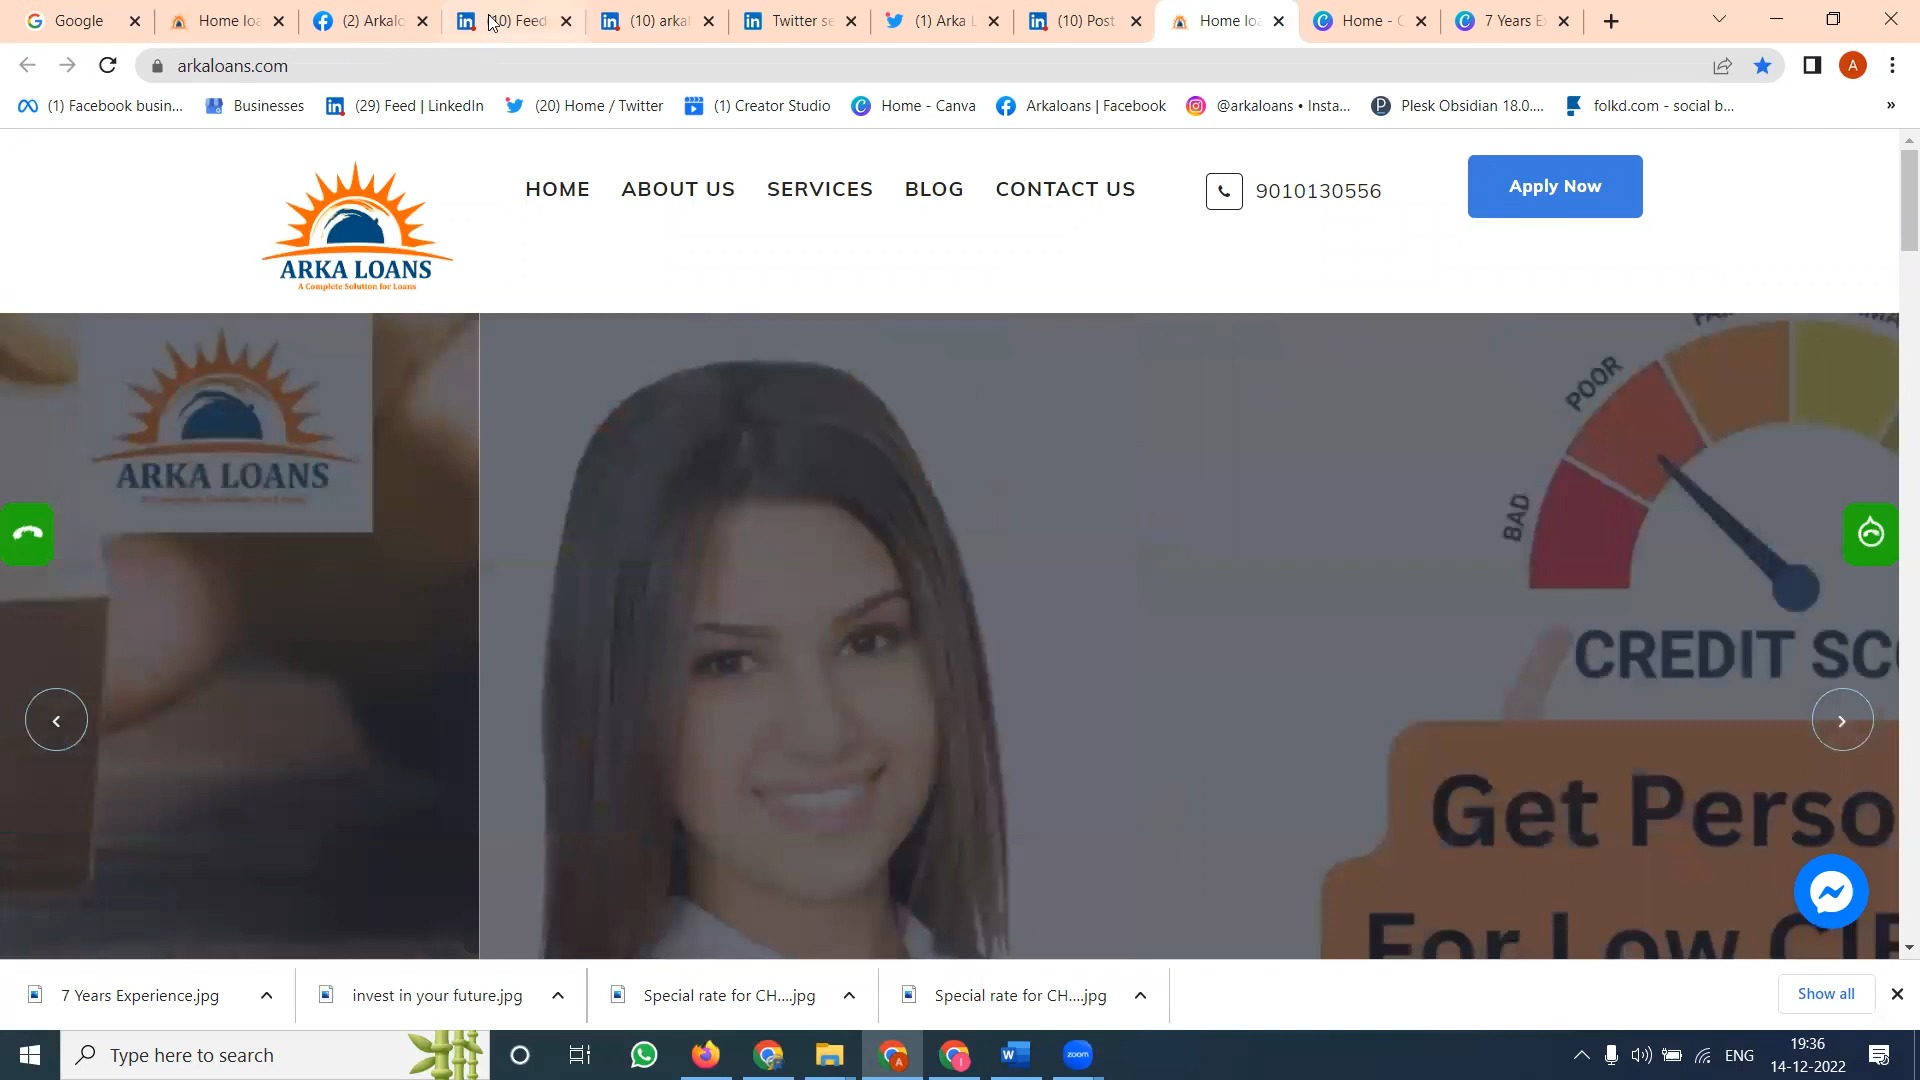 Google
Home loa
(2) Arkalo
(10) Feed
(10) arkal
Twitter se
(1) Arka L
(10) Post
Home loa
Home - C
7 Years E
arkaloans.com
A
(1) Facebook busin...
Businesses
(29) Feed | LinkedIn
(20) Home / Twitter
(1) Creator Studio
Home - Canva
Arkaloans | Facebook
@arkaloans • Insta...
Plesk Obsidian 18.0....
folkd.com - social b...
»
ARKA LOANS
A Complete Solution for Loans
HOME
ABOUT US
SERVICES
BLOG
CONTACT US
9010130556
Apply Now
ARKA LOANS
BAD
POOR
CREDIT SC
Get Perso
For Low CIB
7 Years Experience.jpg
invest in your future.jpg
Special rate for CH....jpg
Special rate for CH....jpg
Show all
Type here to search
zoom
ENG
19:36
14-12-2022